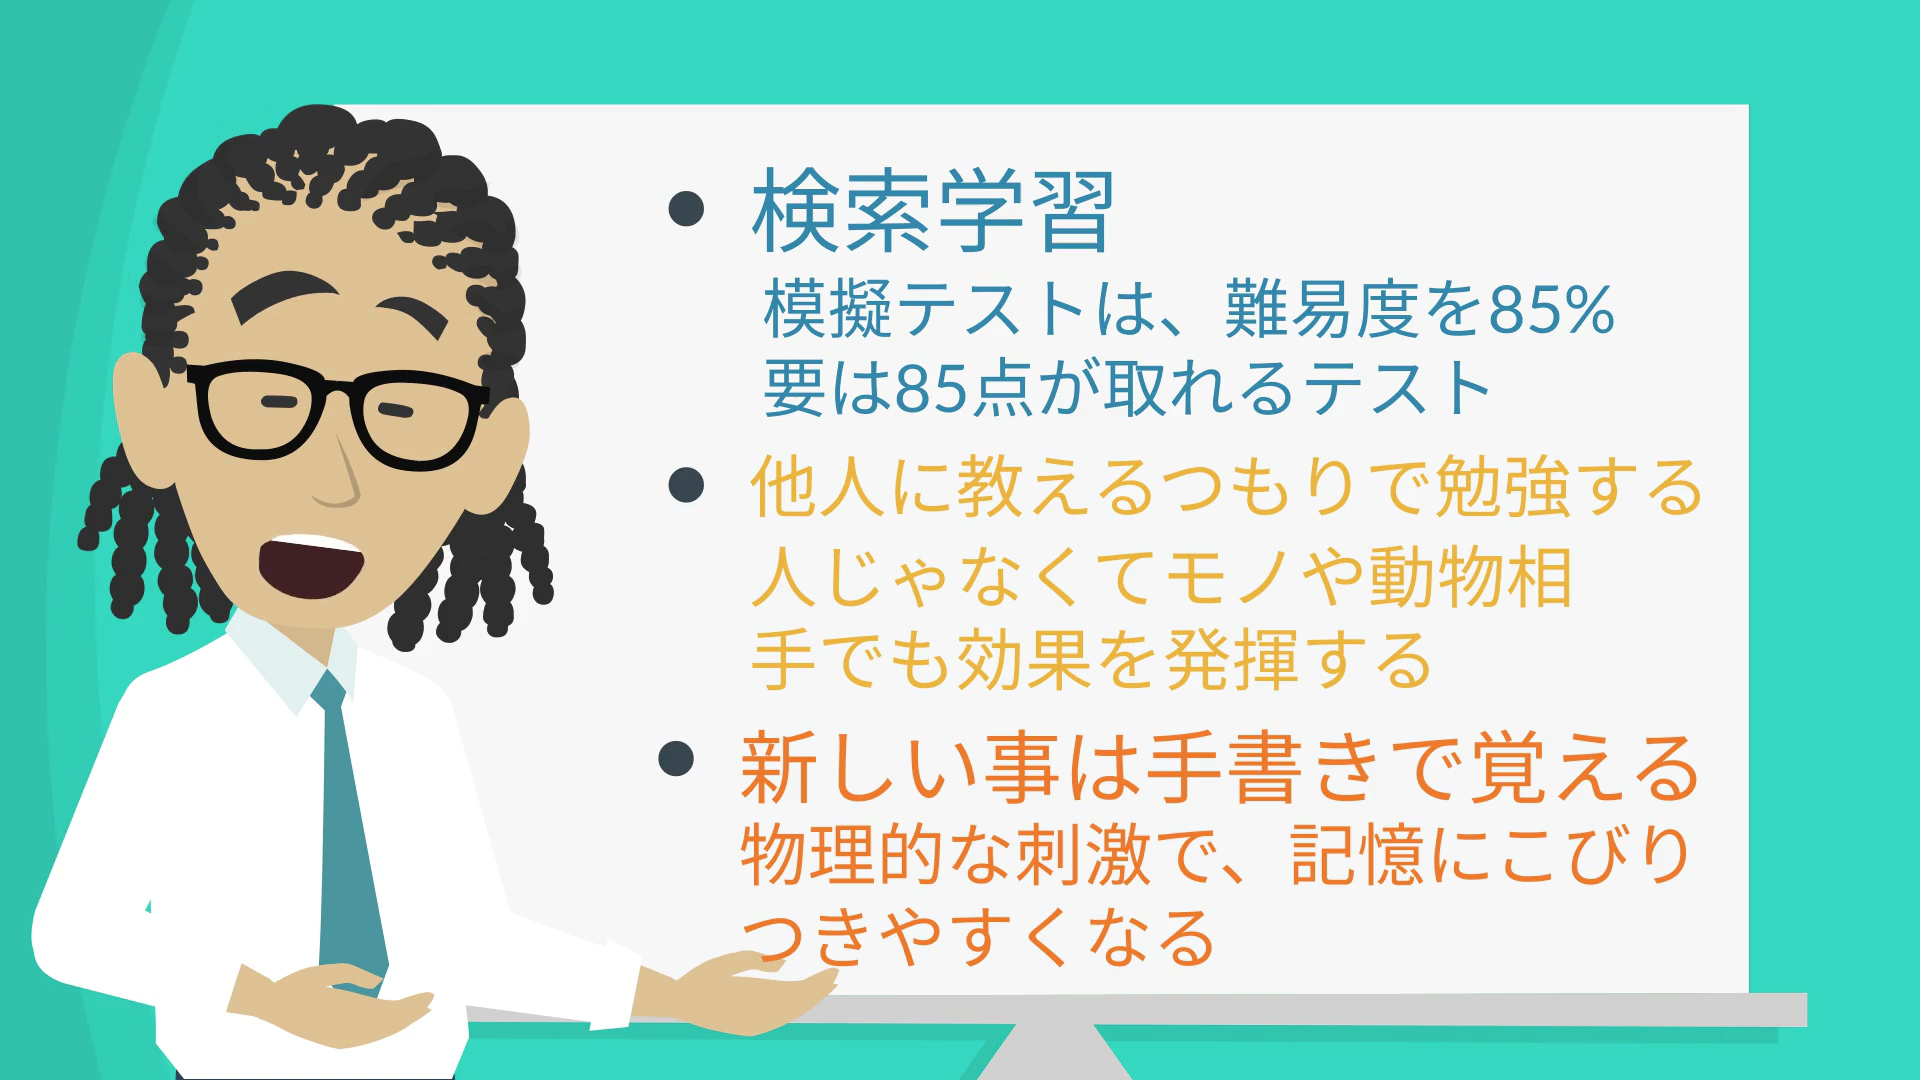 • 検索学習
模擬テストは、難易度を85%
要は85点が取れるテスト
• 他人に教えるつもりで勉強する
人じゃなくてモノや動物相
手でも効果を発揮する
• 新しい事は手書きで覚える
物理的な刺激で、記憶にこびり
つきやすくなる